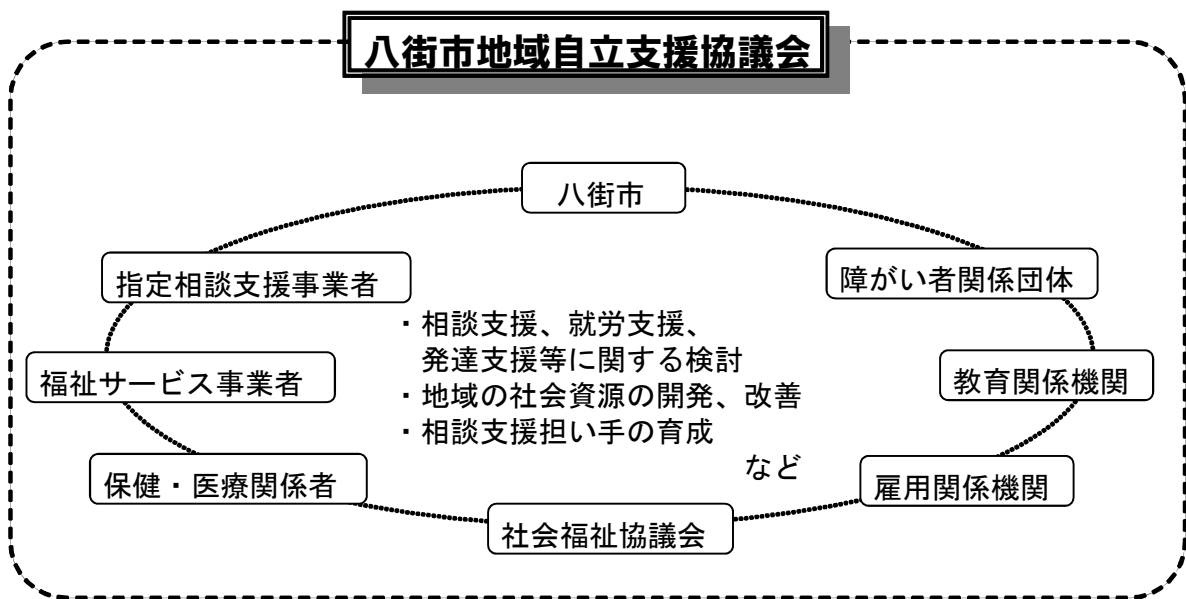 八街市地域自立支援協議会
八街市
指定相談支援事業者
障がい者関係団体
・相談支援、就労支援、
発達支援等に関する検討
・地域の社会資源の開発、改善
・相談支援担い手の育成
など
福祉サービス事業者
教育関係機関
保健・医療関係者
雇用関係機関
社会福祉協議会